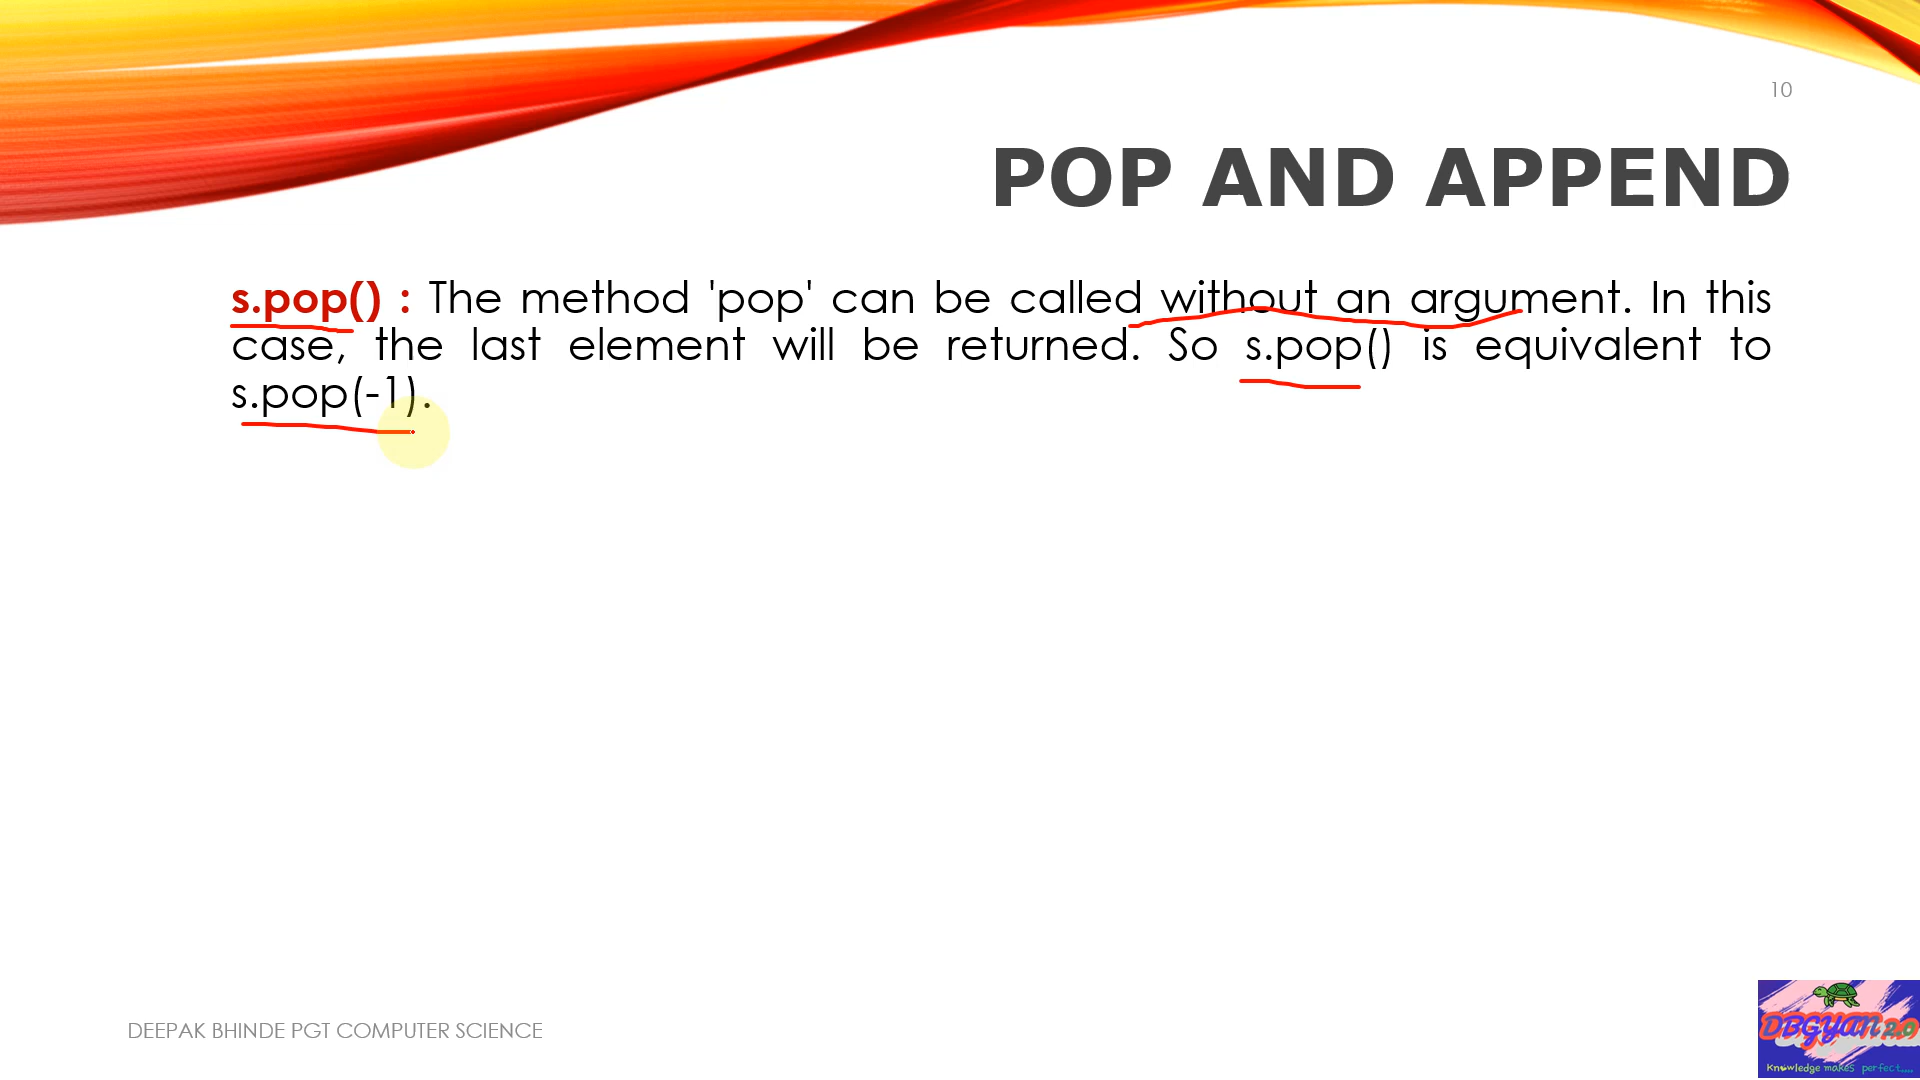 10
POP AND APPEND
s.pop() : The method 'pop' can be called without an argument. In this
case, the last element will be returned. So s.pop() is equivalent to
s.pop(-1).
DEEPAK BHINDE PGT COMPUTER SCIENCE
DBGyan 2.0
Knowledge makes perfect....